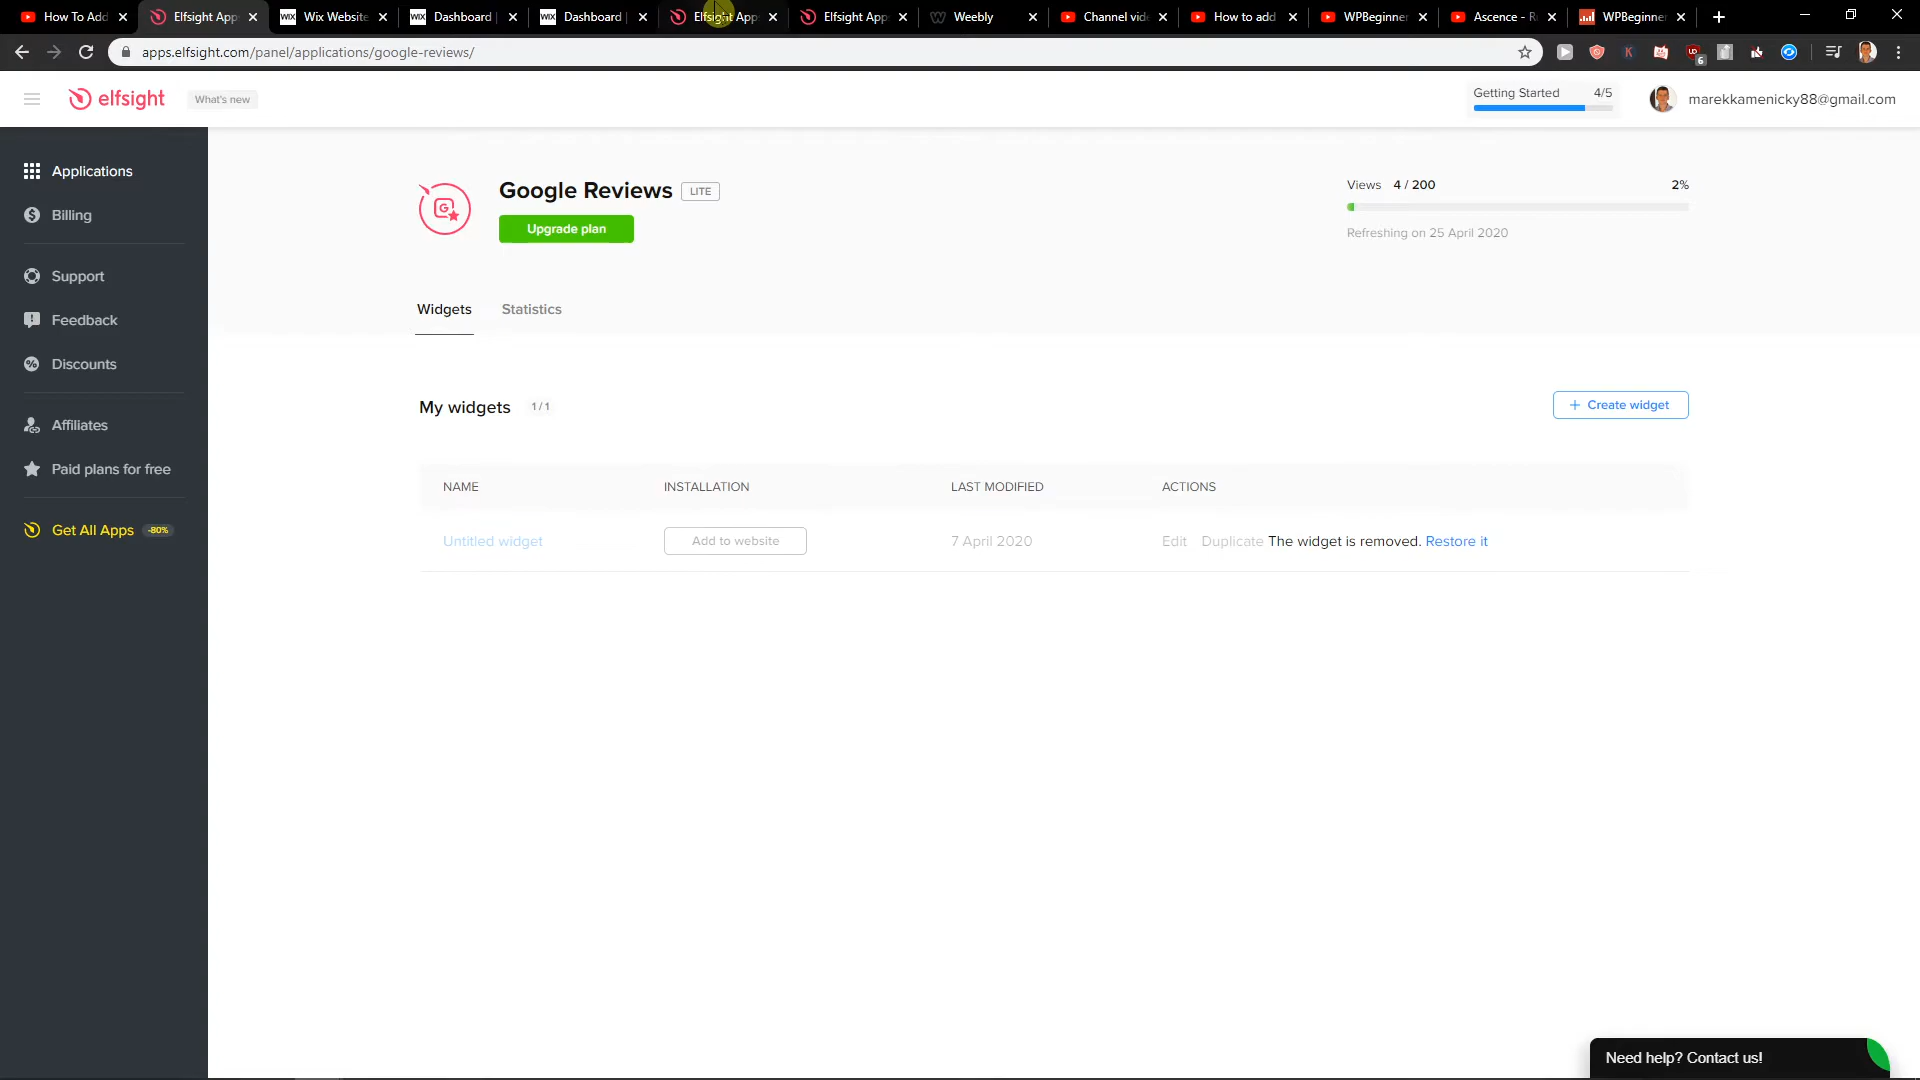 How To Add
Elfsight App
WIX Wix Website
WIX Dashboard
WIX Dashboard
Elfsight App
Elfsight App
Weebly
Channel vid
How to add
WPBeginner
Ascence - R
WPBeginner
apps.elfsight.com/panel/applications/google-reviews/
6
elfsight
What's new
Getting Started 4/5
marekkamenicky88@gmail.com
Applications
Billing
Support
Feedback
Discounts
Affiliates
Paid plans for free
Get All Apps -80%
Google Reviews LITE
Upgrade plan
Views 4 / 200 2%
Refreshing on 25 April 2020
Widgets Statistics
My widgets 1 / 1
+ Create widget
NAME INSTALLATION LAST MODIFIED ACTIONS
Untitled widget Add to website 7 April 2020 Edit Duplicate The widget is removed. Restore it
Need help? Contact us!